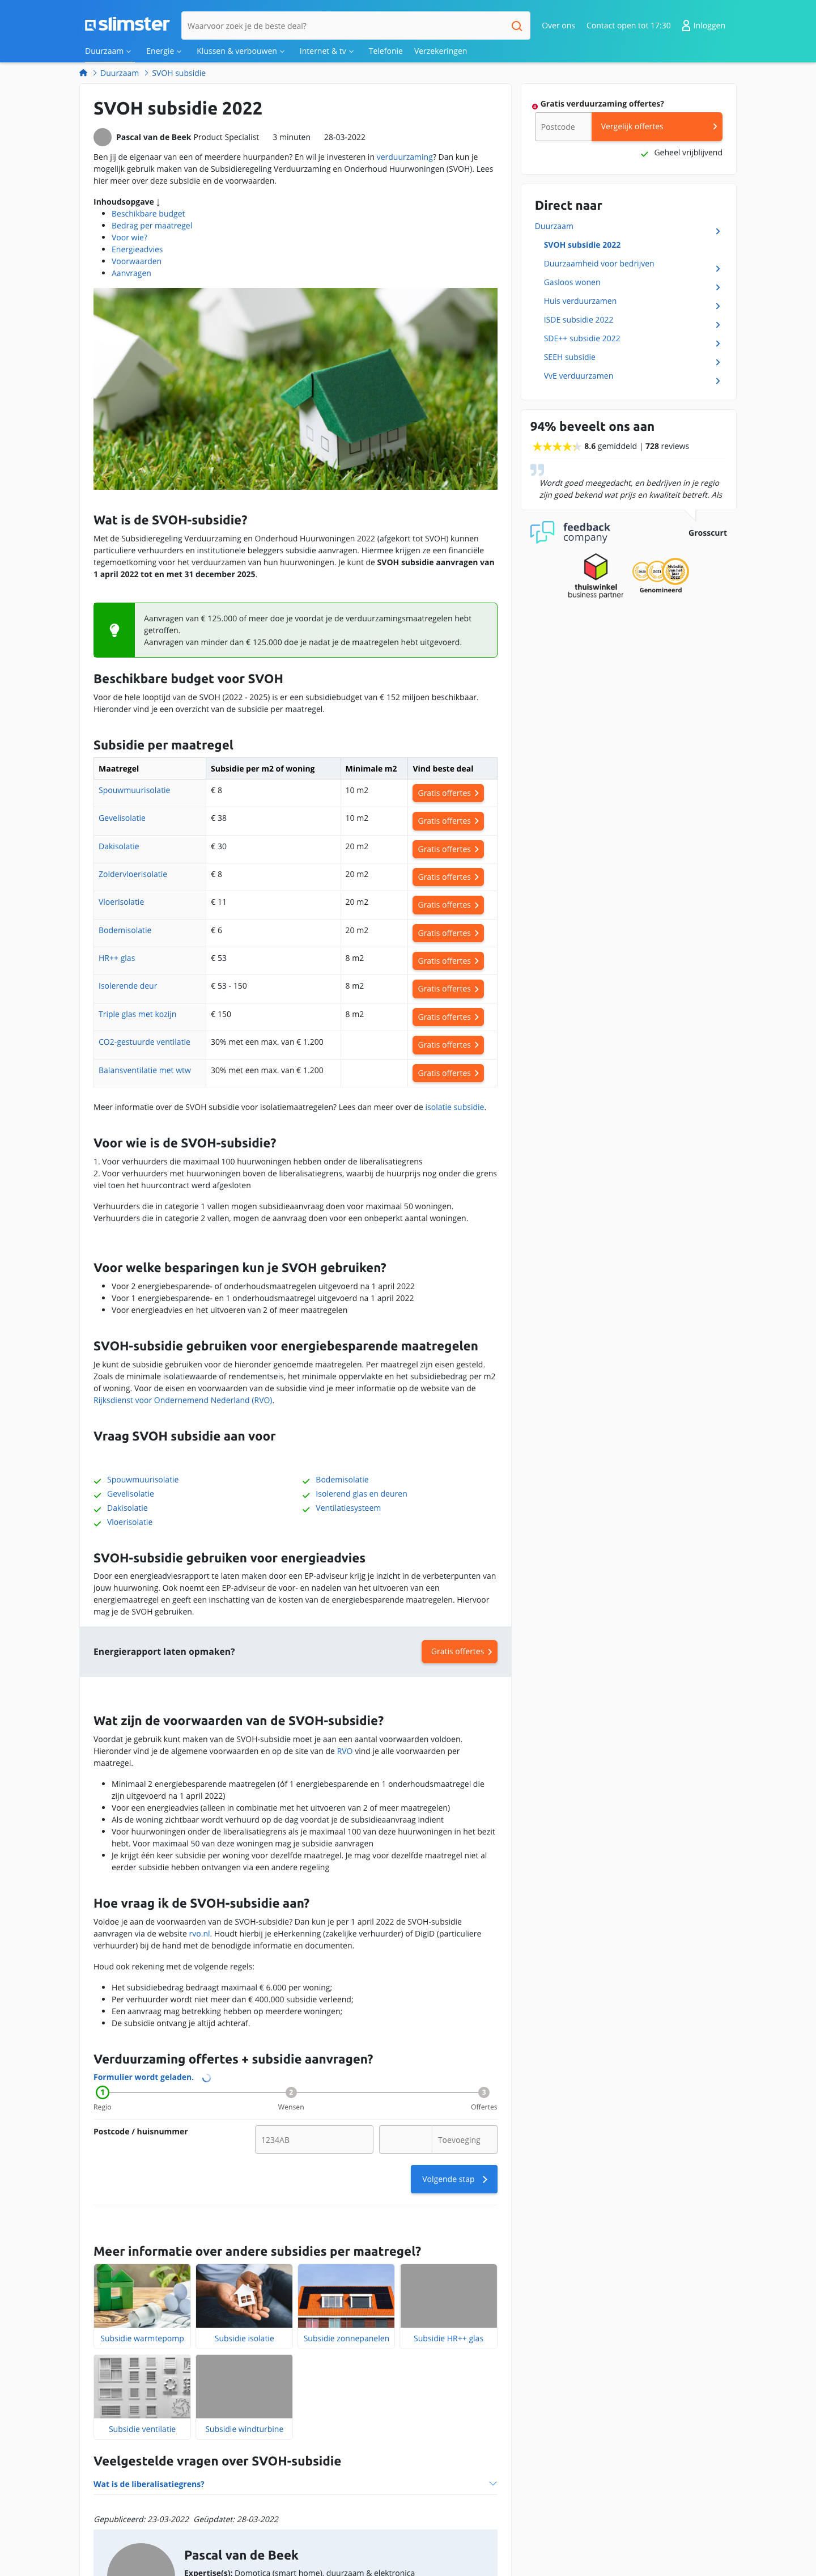 slimster
Waarvoor zoek je de beste deal?
Over ons
Contact open tot 17:30
Inloggen
Duurzaam
Energie
Klussen & verbouwen
Internet & tv
Telefonie
Verzekeringen
Duurzaam
SVOH subsidie
SVOH subsidie 2022
Pascal van de Beek Product Specialist 3 minuten 28-03-2022
Ben jij de eigenaar van een of meerdere huurpanden? En wil je investeren in verduurzaming? Dan kun je
mogelijk gebruik maken van de Subsidieregeling Verduurzaming en Onderhoud Huurwoningen (SVOH). Lees
hier meer over deze subsidie en de voorwaarden.
Inhoudsopgave ↓
Beschikbare budget
Bedrag per maatregel
Voor wie?
Energieadvies
Voorwaarden
Aanvragen
Wat is de SVOH-subsidie?
Met de Subsidieregeling Verduurzaming en Onderhoud Huurwoningen 2022 (afgekort tot SVOH) kunnen
particuliere verhuurders en institutionele beleggers subsidie aanvragen. Hiermee krijgen ze een financiële
tegemoetkoming voor het verduurzamen van hun huurwoningen. Je kunt de SVOH subsidie aanvragen van
1 april 2022 tot en met 31 december 2025.
Aanvragen van € 125.000 of meer doe je voordat je de verduurzamingsmaatregelen hebt
getroffen.
Aanvragen van minder dan € 125.000 doe je nadat je de maatregelen hebt uitgevoerd.
Beschikbare budget voor SVOH
Voor de hele looptijd van de SVOH (2022 - 2025) is er een subsidiebudget van € 152 miljoen beschikbaar.
Hieronder vind je een overzicht van de subsidie per maatregel.
Subsidie per maatregel
Maatregel Subsidie per m2 of woning Minimale m2 Vind beste deal
Spouwmuurisolatie € 8 10 m2 Gratis offertes
Gevelisolatie € 38 10 m2 Gratis offertes
Dakisolatie € 30 20 m2 Gratis offertes
Zoldervloerisolatie € 8 20 m2 Gratis offertes
Vloerisolatie € 11 20 m2 Gratis offertes
Bodemisolatie € 6 20 m2 Gratis offertes
HR++ glas € 53 8 m2 Gratis offertes
Isolerende deur € 53 - 150 8 m2 Gratis offertes
Triple glas met kozijn € 150 8 m2 Gratis offertes
CO2-gestuurde ventilatie 30% met een max. van € 1.200 Gratis offertes
Balansventilatie met wtw 30% met een max. van € 1.200 Gratis offertes
Meer informatie over de SVOH subsidie voor isolatiemaatregelen? Lees dan meer over de isolatie subsidie.
Voor wie is de SVOH-subsidie?
1. Voor verhuurders die maximaal 100 huurwoningen hebben onder de liberalisatiegrens
2. Voor verhuurders met huurwoningen boven de liberalisatiegrens, waarbij de huurprijs nog onder die grens
viel toen het huurcontract werd afgesloten
Verhuurders die in categorie 1 vallen mogen subsidieaanvraag doen voor maximaal 50 woningen.
Verhuurders die in categorie 2 vallen, mogen de aanvraag doen voor een onbeperkt aantal woningen.
Voor welke besparingen kun je SVOH gebruiken?
Voor 2 energiebesparende- of onderhoudsmaatregelen uitgevoerd na 1 april 2022
Voor 1 energiebesparende- en 1 onderhoudsmaatregel uitgevoerd na 1 april 2022
Voor energieadvies en het uitvoeren van 2 of meer maatregelen
SVOH-subsidie gebruiken voor energiebesparende maatregelen
Je kunt de subsidie gebruiken voor de hieronder genoemde maatregelen. Per maatregel zijn eisen gesteld.
Zoals de minimale isolatiewaarde of rendementseis, het minimale oppervlakte en het subsidiebedrag per m2
of woning. Voor de eisen en voorwaarden van de subsidie vind je meer informatie op de website van de
Rijksdienst voor Ondernemend Nederland (RVO).
Vraag SVOH subsidie aan voor
Spouwmuurisolatie
Gevelisolatie
Dakisolatie
Vloerisolatie
Bodemisolatie
Isolerend glas en deuren
Ventilatiesysteem
SVOH-subsidie gebruiken voor energieadvies
Door een energieadviesrapport te laten maken door een EP-adviseur krijg je inzicht in de verbeterpunten van
jouw huurwoning. Ook noemt een EP-adviseur de voor- en nadelen van het uitvoeren van een
energiemaatregel en geeft een inschatting van de kosten van de energiebesparende maatregelen. Hiervoor
mag je de SVOH gebruiken.
Energierapport laten opmaken?
Gratis offertes
Wat zijn de voorwaarden van de SVOH-subsidie?
Voordat je gebruik kunt maken van de SVOH-subsidie moet je aan een aantal voorwaarden voldoen.
Hieronder vind je de algemene voorwaarden en op de site van de RVO vind je alle voorwaarden per
maatregel.
Minimaal 2 energiebesparende maatregelen (óf 1 energiebesparende en 1 onderhoudsmaatregel die
zijn uitgevoerd na 1 april 2022)
Voor een energieadvies (alleen in combinatie met het uitvoeren van 2 of meer maatregelen)
Als de woning zichtbaar wordt verhuurd op de dag voordat je de subsidieaanvraag indient
Voor huurwoningen onder de liberalisatiegrens als je maximaal 100 van deze huurwoningen in het bezit
hebt. Voor maximaal 50 van deze woningen mag je subsidie aanvragen
Je krijgt één keer subsidie per woning voor dezelfde maatregel. Je mag voor dezelfde maatregel niet al
eerder subsidie hebben ontvangen via een andere regeling
Hoe vraag ik de SVOH-subsidie aan?
Voldoe je aan de voorwaarden van de SVOH-subsidie? Dan kun je per 1 april 2022 de SVOH-subsidie
aanvragen via de website rvo.nl. Houdt hierbij je eHerkenning (zakelijke verhuurder) of DigiD (particuliere
verhuurder) bij de hand met de benodigde informatie en documenten.
Houd ook rekening met de volgende regels:
Het subsidiebedrag bedraagt maximaal € 6.000 per woning;
Per verhuurder wordt niet meer dan € 400.000 subsidie verleend;
Een aanvraag mag betrekking hebben op meerdere woningen;
De subsidie ontvang je altijd achteraf.
Verduurzaming offertes + subsidie aanvragen?
Formulier wordt geladen.
1 2 3
Regio Wensen Offertes
Postcode / huisnummer
1234AB
Toevoeging
Volgende stap
Meer informatie over andere subsidies per maatregel?
Subsidie warmtepomp
Subsidie isolatie
Subsidie zonnepanelen
Subsidie HR++ glas
Subsidie ventilatie
Subsidie windturbine
Veelgestelde vragen over SVOH-subsidie
Wat is de liberalisatiegrens?
Gepubliceerd: 23-03-2022 Geüpdatet: 28-03-2022
Pascal van de Beek
Expertise(s): Domotica (smart home), duurzaam & elektronica
Gratis verduurzaming offertes?
Postcode
Vergelijk offertes
Geheel vrijblijvend
Direct naar
Duurzaam
SVOH subsidie 2022
Duurzaamheid voor bedrijven
Gasloos wonen
Huis verduurzamen
ISDE subsidie 2022
SDE++ subsidie 2022
SEEH subsidie
VvE verduurzamen
94% beveelt ons aan
8.6 gemiddeld | 728 reviews
Wordt goed meegedacht, en bedrijven in je regio
zijn goed bekend wat prijs en kwaliteit betreft. Als
feedback
company
Grosscurt
thuiswinkel
business partner
Genomineerd